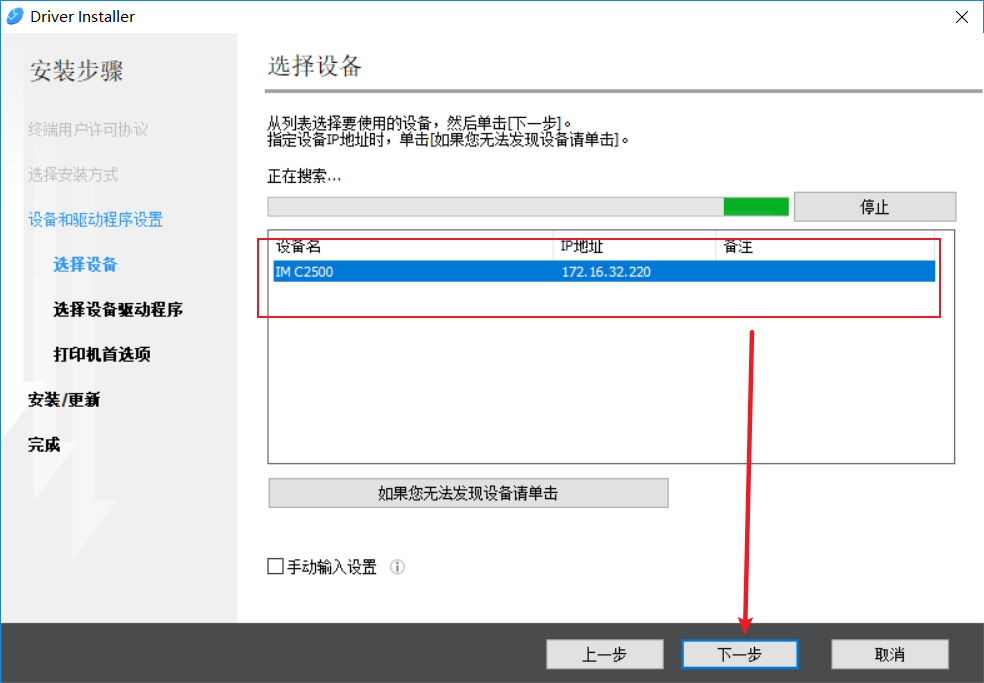 Driver Installer
安装步骤
终端用户许可协议
选择安装方式
设备和驱动程序设置
选择设备
选择设备驱动程序
打印机首选项
安装/更新
完成
选择设备
从列表选择要使用的设备，然后单击[下一步]。
指定设备IP地址时，单击[如果您无法发现设备请单击]。
正在搜索...
停止
设备名 IP地址 备注
IM C2500 172.16.32.220
如果您无法发现设备请单击
手动输入设置
上一步 下一步 取消